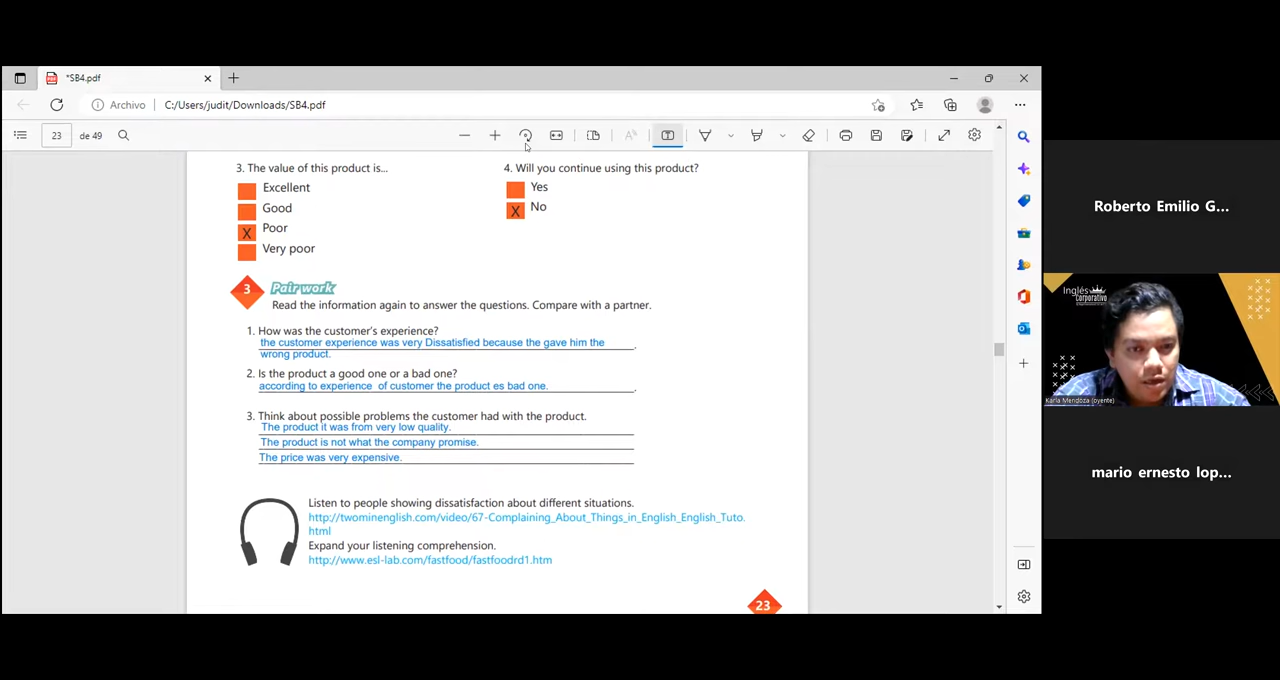 *SB4.pdf
Archivo
C:/Users/judit/Downloads/SB4.pdf
23
de 49
3. The value of this product is...
Excellent
Good
X
Poor
Very poor
4. Will you continue using this product?
Yes
X
No
3
Pair work
Read the information again to answer the questions. Compare with a partner.
1. How was the customer's experience?
the customer experience was very Dissatisfied because the gave him the
wrong product.
2. Is the product a good one or a bad one?
according to experience of customer the product es bad one.
3. Think about possible problems the customer had with the product.
The product it was from very low quality.
The product is not what the company promise.
The price was very expensive.
Listen to people showing dissatisfaction about different situations.
http://twominenglish.com/video/67-Complaining_About_Things_in_English_English_Tuto.
html
Expand your listening comprehension.
http://www.esl-lab.com/fastfood/fastfoodrd1.htm
23
Roberto Emilio G...
Inglés
Corporativo
Karla Mendoza (oyente)
mario ernesto lop...